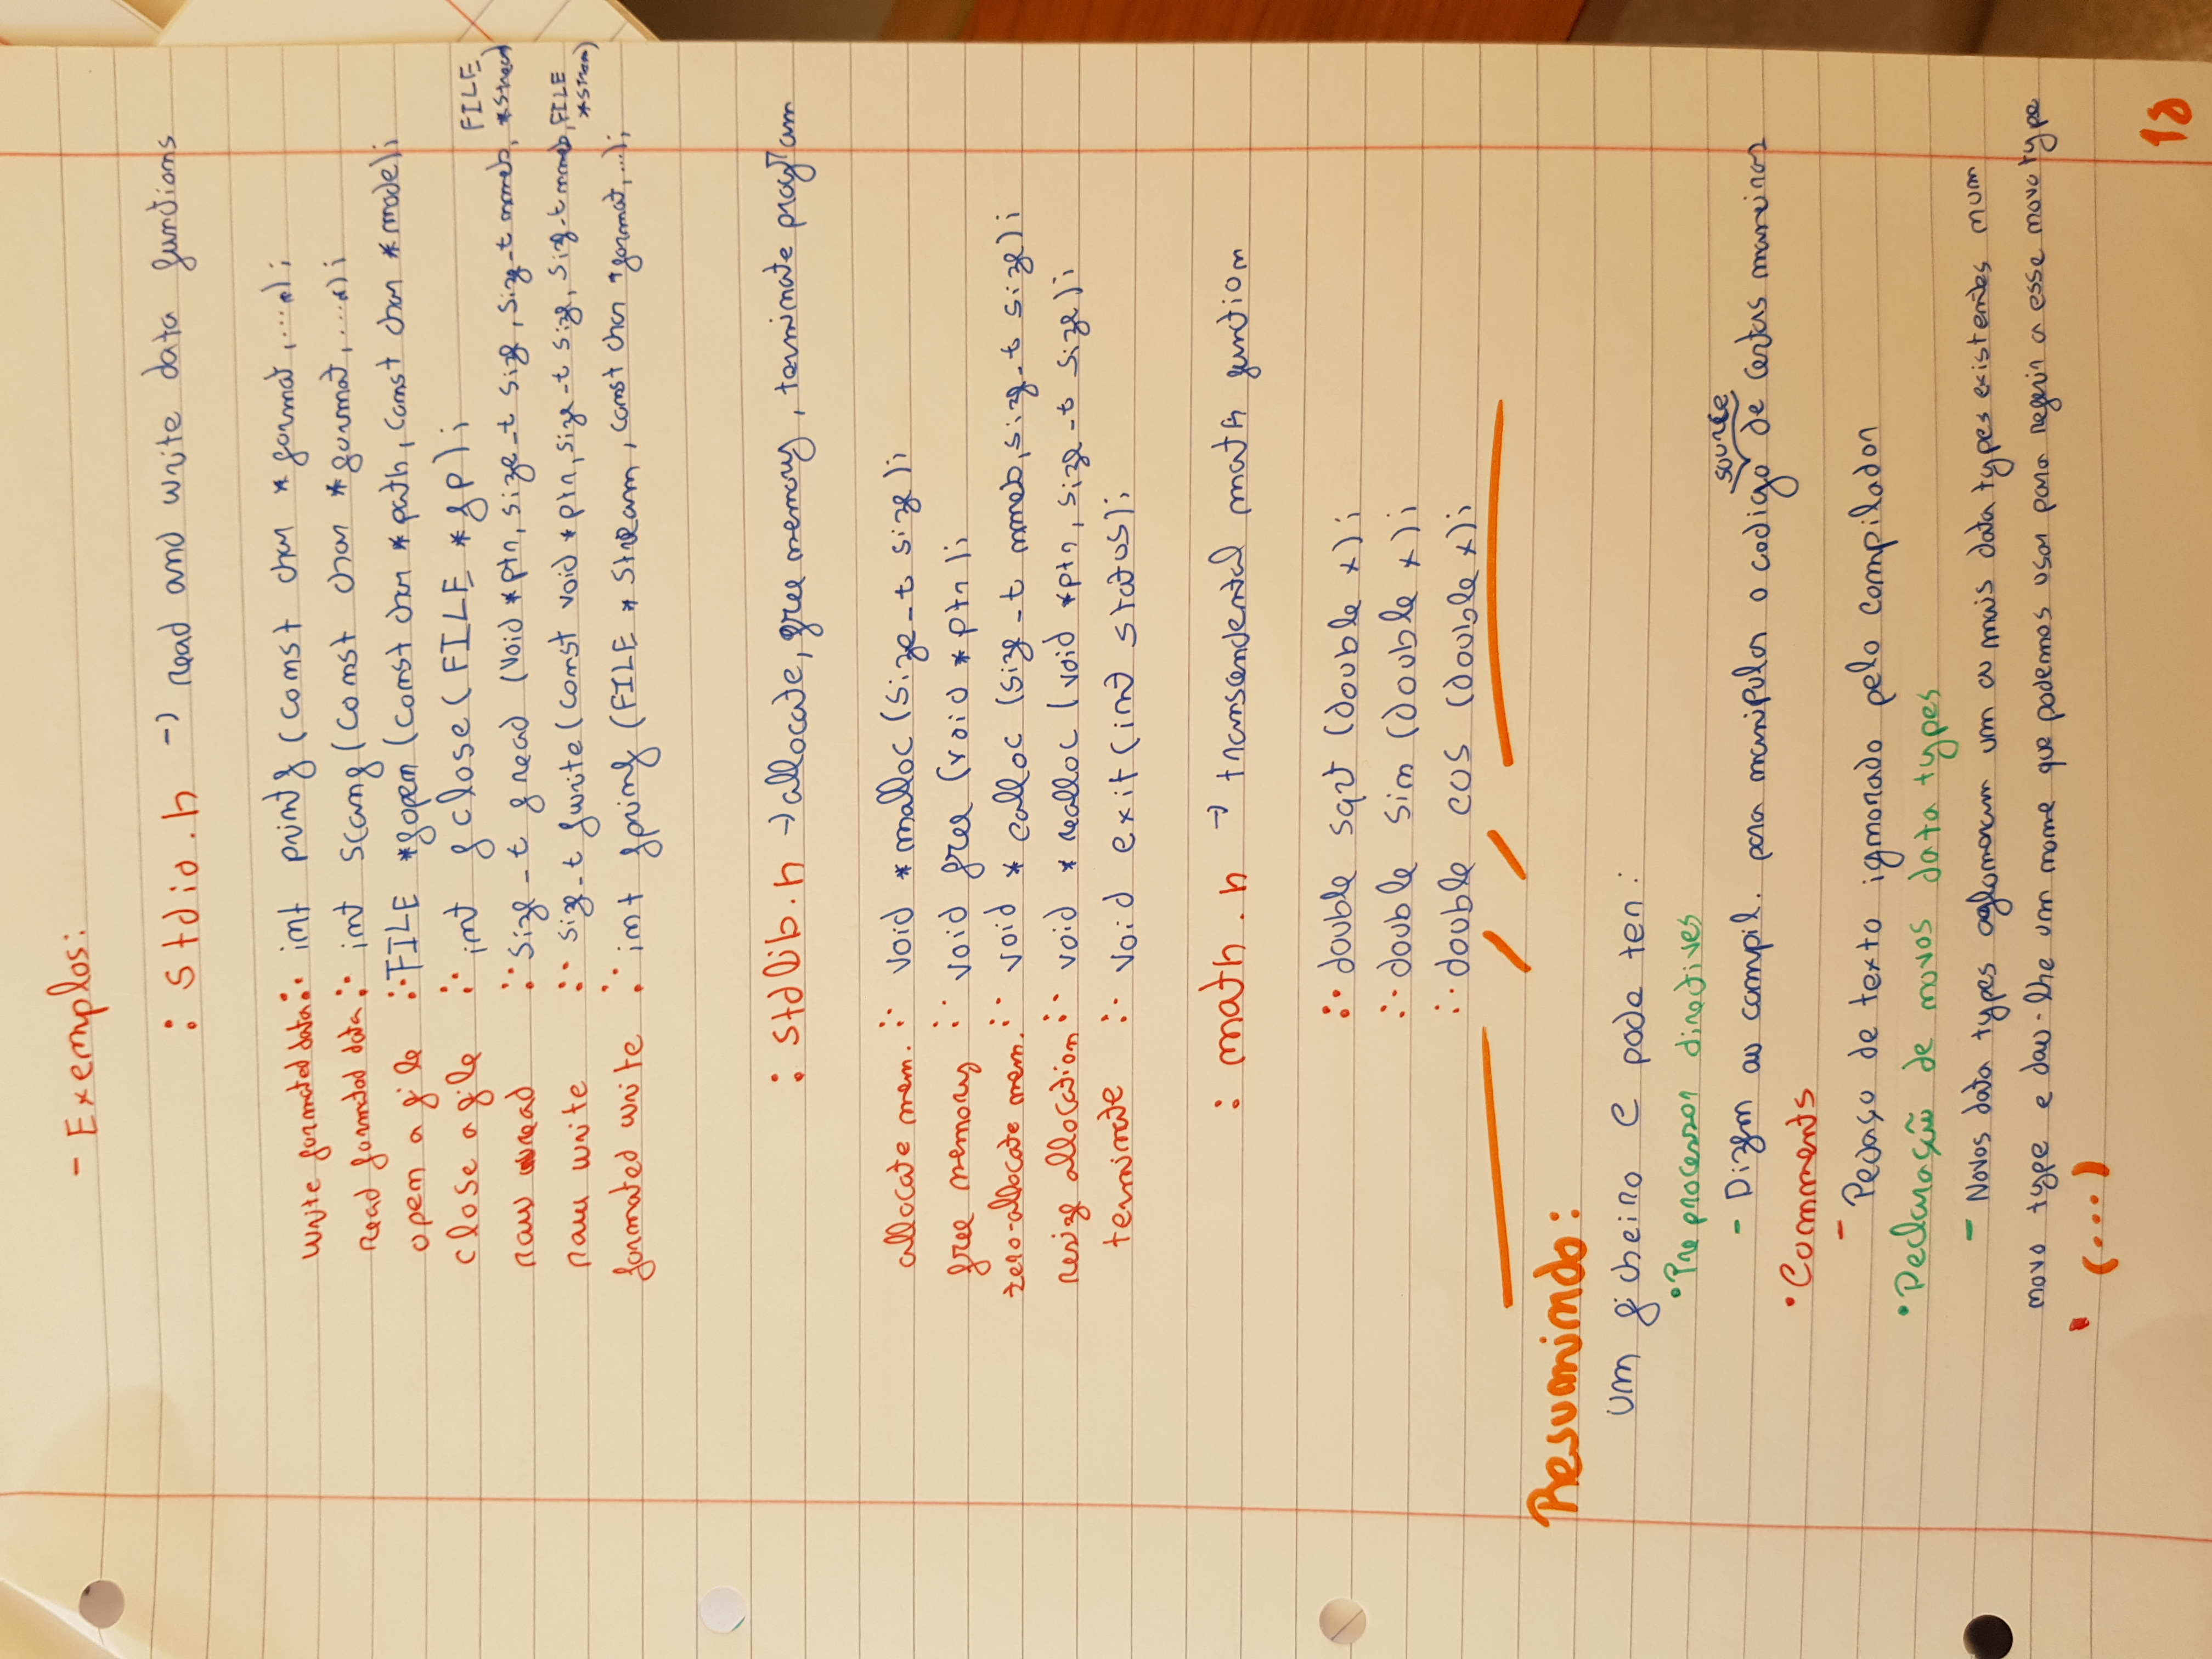 - Exemplos:
: stdio.h -> read and write data functions
write formated data ∴ int printf (const char *format, ....);
read formated data ∴ int scanf (const char *format, ....);
open a file ∴ FILE *fopen (const char *path, const char *mode);
close a file ∴ int fclose (FILE *fp);
raw read ∴ size_t fread (void *ptr, size_t size, size_t nmeb, FILE *stream)
raw write ∴ size_t fwrite (const void *ptr, size_t size, size_t nmeb, FILE *stream)
formated write ∴ int fprinf (FILE * stream, const char *format, ...);
: stdlib.h -> allocate, free memory, terminate program
allocate mem. ∴ void *malloc (size_t size);
free memory ∴ void free (void *ptr);
zero-allocate mem. ∴ void * calloc (size_t nmeb, size_t size);
resize allocation ∴ void * realloc (void *ptr, size_t size);
terminate ∴ void exit (int status);
: math.h -> transcendental math function
∴ double sqrt (double x);
∴ double sin (double x);
∴ double cos (double x);
Resumindo:
um ficheiro C pode ter:
• Preprocessor directives
- Dizem ao compil. para manipular o codigo source de certas maneiras
• Comments
- Pedaço de texto ignorado pelo compilador
• Declaração de novos data types
- Novos data types aglomeram um ou mais data types existentes num
novo type e dao-lhe um nome que podemos usar para referir a esse novo type
• (...)
18